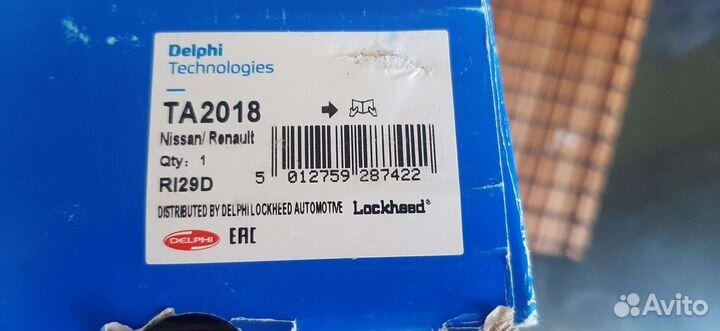 Delphi
Technologies
TA2018
Nissan/ Renault
Qty: 1
RI29D
5 012759 287422
DISTRIBUTED BY DELPHI LOCKHEED AUTOMOTIVE Lockheed®
DELPHI EAC
Avito